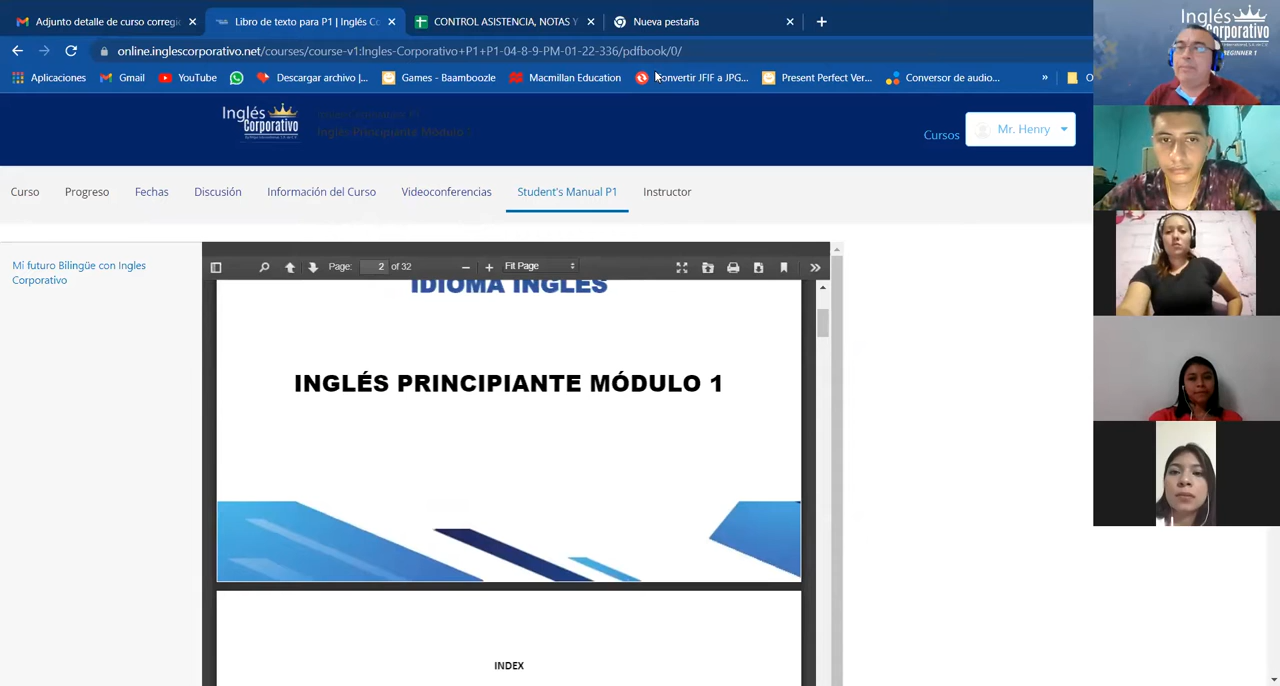 Adjunto detalle de curso corregi
Libro de texto para P1 | Inglés Co
CONTROL ASISTENCIA, NOTAS Y
Nueva pestaña
online.inglescorporativo.net/courses/course-v1:Ingles-Corporativo+P1+P1-04-8-9-PM-01-22-336/pdfbook/0/
Aplicaciones
Gmail
YouTube
Descargar archivo |...
Games - Baamboozle
Macmillan Education
Convertir JFIF a JPG...
Present Perfect Ver...
Conversor de audio...
»
O
Inglés
Corporativo
Inglés Principiante Módulo
Cursos
Mr. Henry
Curso
Progreso
Fechas
Discusión
Información del Curso
Videoconferencias
Student's Manual P1
Instructor
Mi futuro Bilingüe con Ingles
Corporativo
Page: 2 of 32
Fit Page
IDIOMA INGLÉS
INGLÉS PRINCIPIANTE MÓDULO 1
INDEX
Inglés
Corporativo
BEGINNER 1